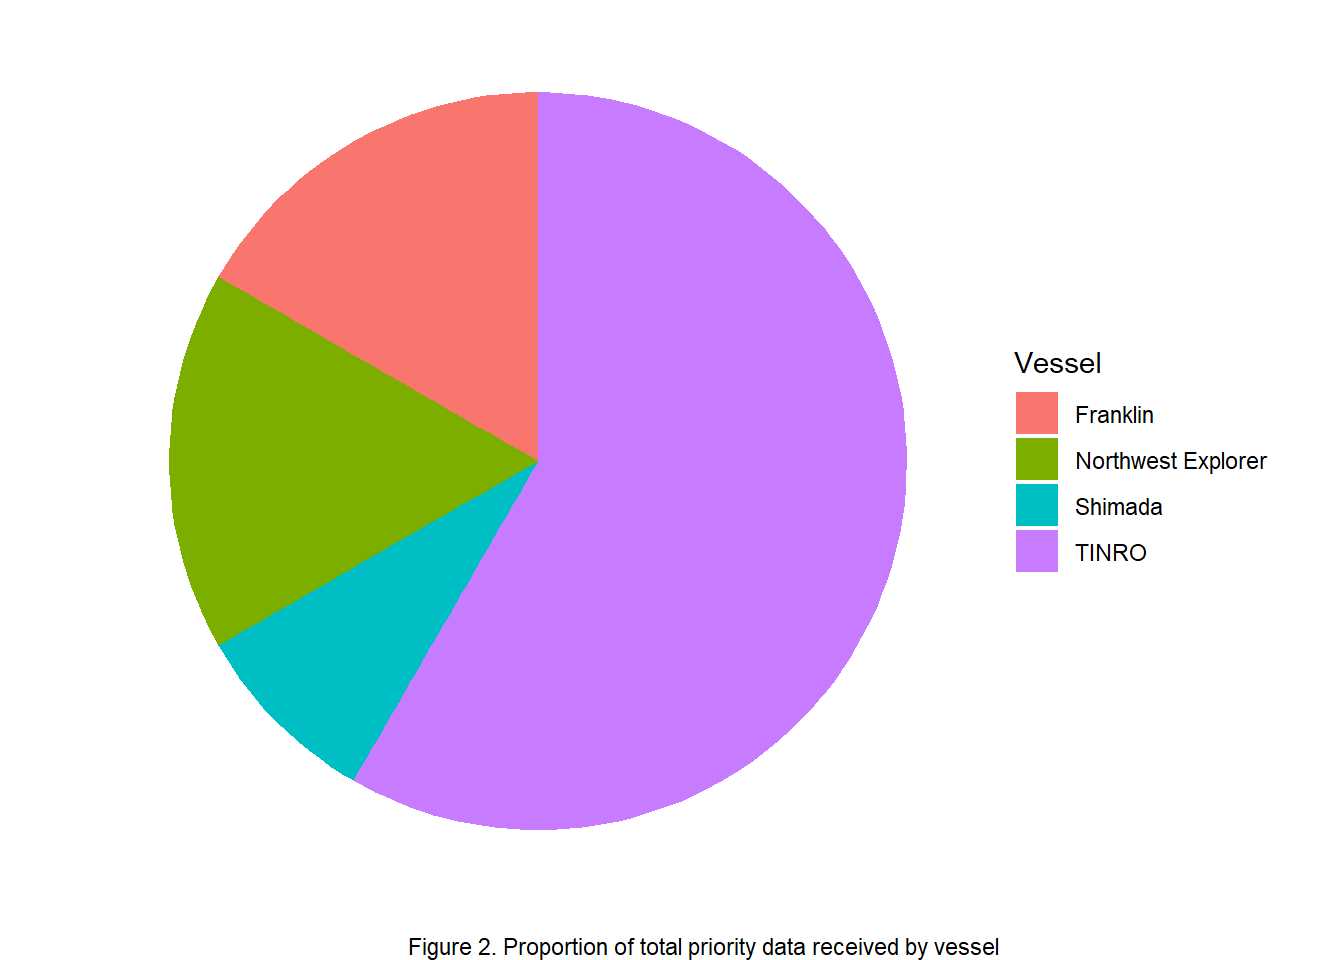 Vessel
Franklin
Northwest Explorer
Shimada
TINRO
Figure 2. Proportion of total priority data received by vessel